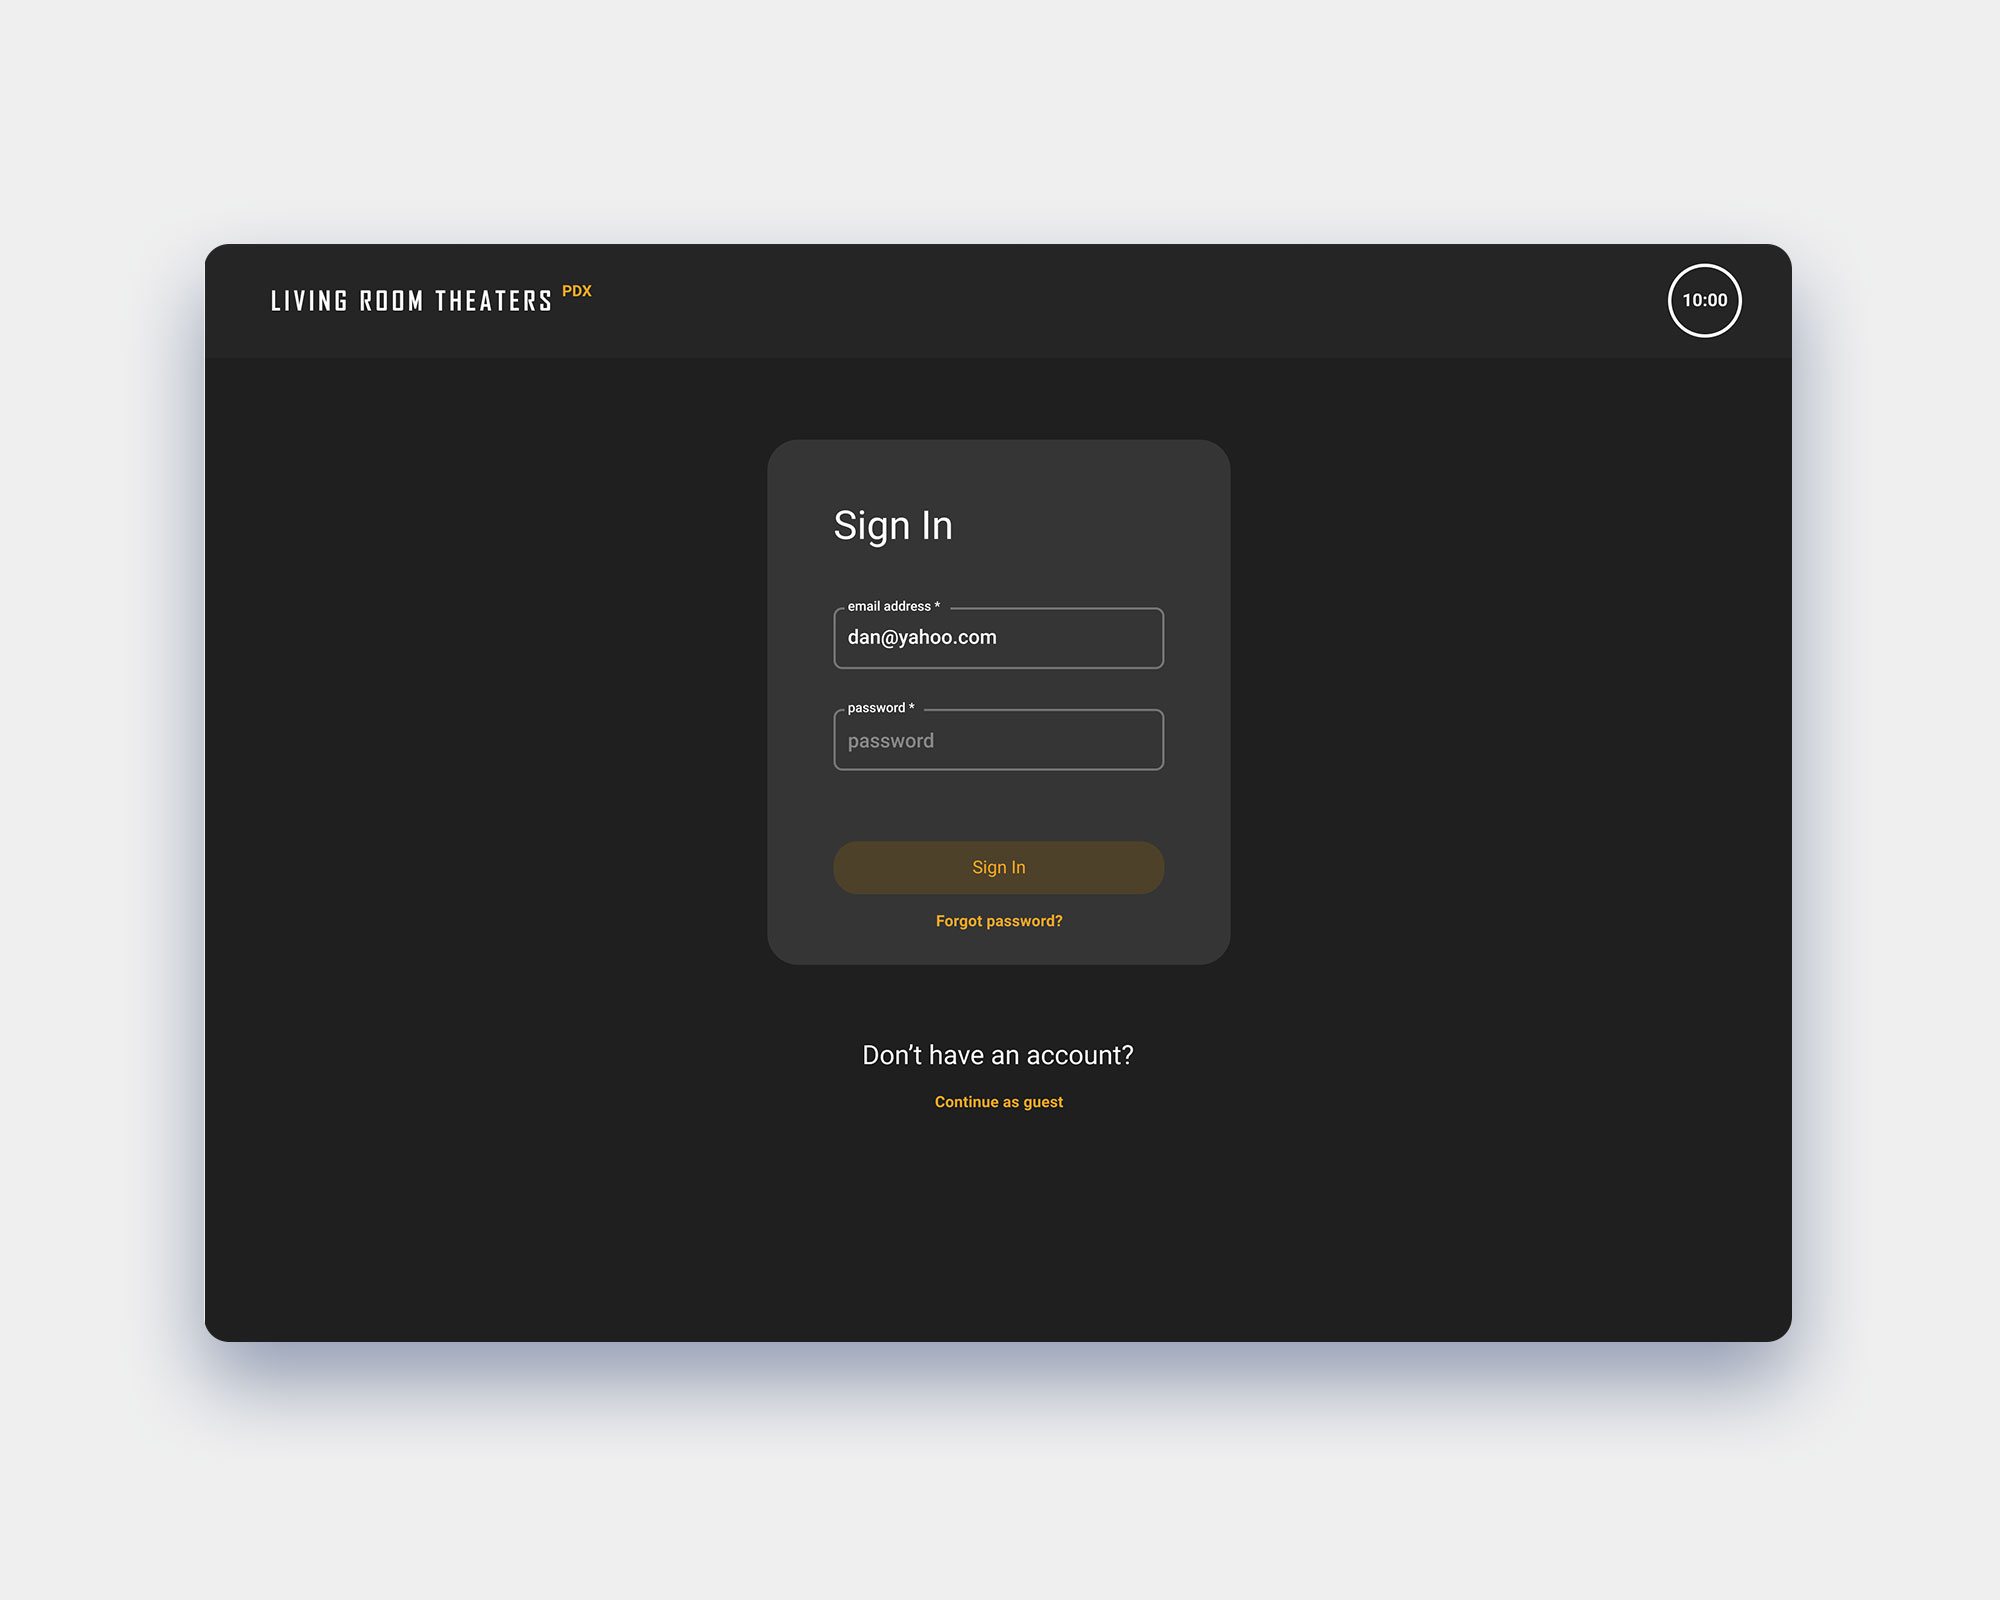 LIVING ROOM THEATERS PDX
10:00
Sign In
email address *
dan@yahoo.com
password *
password
Sign In
Forgot password?
Don’t have an account?
Continue as guest